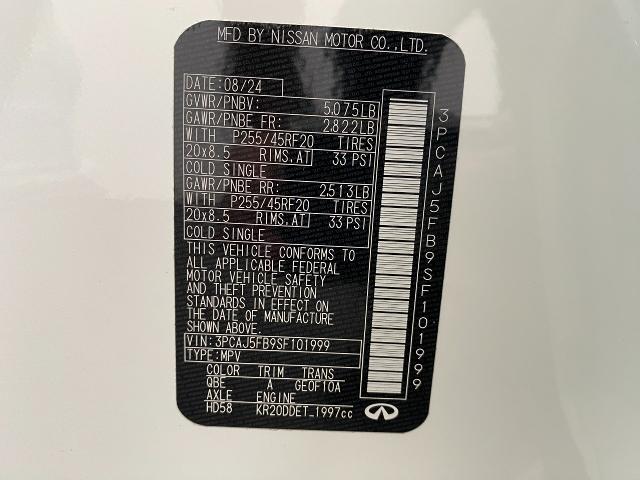 MFD BY NISSAN MOTOR CO.,LTD.
DATE: 08/24
GVWR/PNBV: 5,075LB
GAWR/PNBE FR: 2,822LB
WITH P255/45RF20 TIRES
20x8.5 RIMS,AT 33 PSI
COLD SINGLE
GAWR/PNBE RR: 2,513LB
WITH P255/45RF20 TIRES
20x8.5 RIMS,AT 33 PSI
COLD SINGLE
THIS VEHICLE CONFORMS TO
ALL APPLICABLE FEDERAL
MOTOR VEHICLE SAFETY
AND THEFT PREVENTION
STANDARDS IN EFFECT ON
THE DATE OF MANUFACTURE
SHOWN ABOVE.
VIN: 3PCAJ5FB9SF101999
TYPE: MPV
COLOR TRIM TRANS
QBE A GE0F10A
AXLE ENGINE
HD58 KR20DDET 1997cc
3PCAJ5FB9SF101999